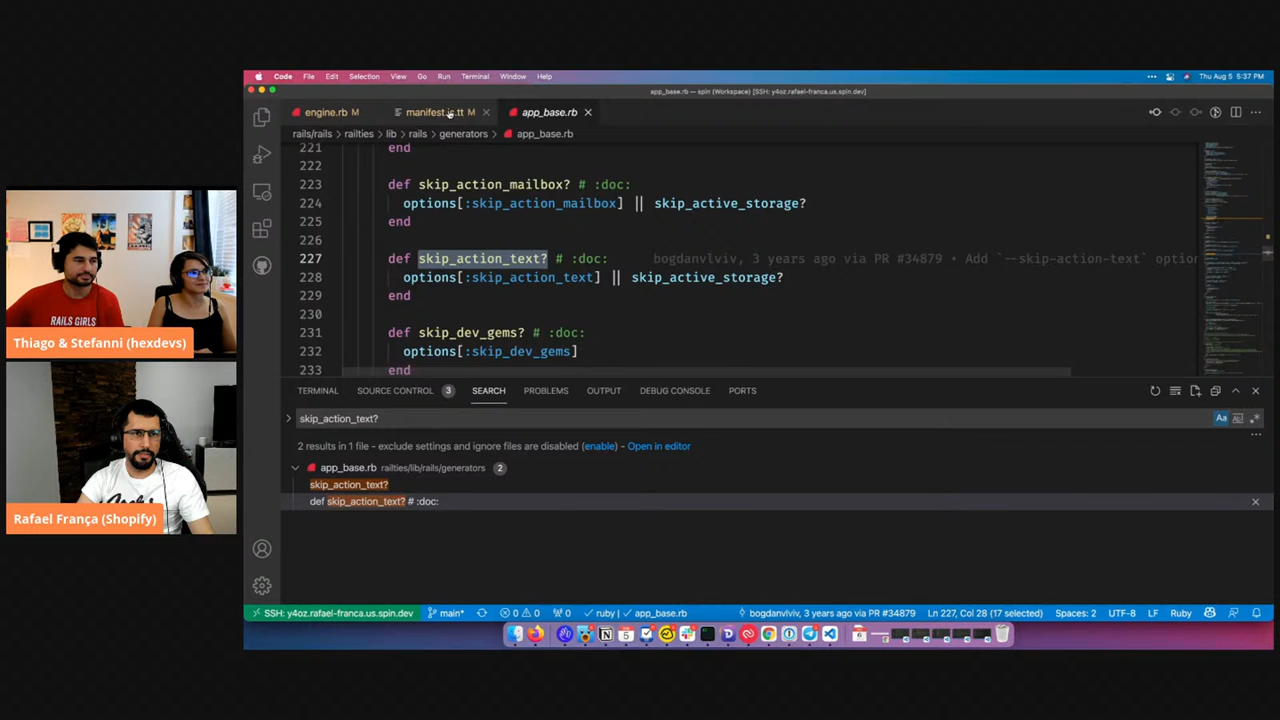 Code File Edit Selection View Go Run Terminal Window Help
Thu Aug 5 5:37 PM
app_base.rb — spin (Workspace) [SSH: y4oz.rafael-franca.us.spin.dev]
engine.rb M
manifest.js.tt M
app_base.rb
rails/rails > railties > lib > rails > generators > app_base.rb
221 end
222
223 def skip_action_mailbox? # :doc:
224 options[:skip_action_mailbox] || skip_active_storage?
225 end
226
227 def skip_action_text? # :doc: bogdanvlviv, 3 years ago via PR #34879 • Add `--skip-action-text` optio
228 options[:skip_action_text] || skip_active_storage?
229 end
230
231 def skip_dev_gems? # :doc:
232 options[:skip_dev_gems]
233 end
TERMINAL SOURCE CONTROL 3 SEARCH PROBLEMS OUTPUT DEBUG CONSOLE PORTS
skip_action_text?
Aa
2 results in 1 file - exclude settings and ignore files are disabled (enable) - Open in editor
app_base.rb railties/lib/rails/generators 2
skip_action_text?
def skip_action_text? # :doc:
SSH: y4oz.rafael-franca.us.spin.dev main* 0 0 0 ruby | app_base.rb bogdanvlviv, 3 years ago via PR #34879 Ln 227, Col 28 (17 selected) Spaces: 2 UTF-8 LF Ruby
RAILS GIRLS
Thiago & Stefanni (hexdevs)
Rafael França (Shopify)